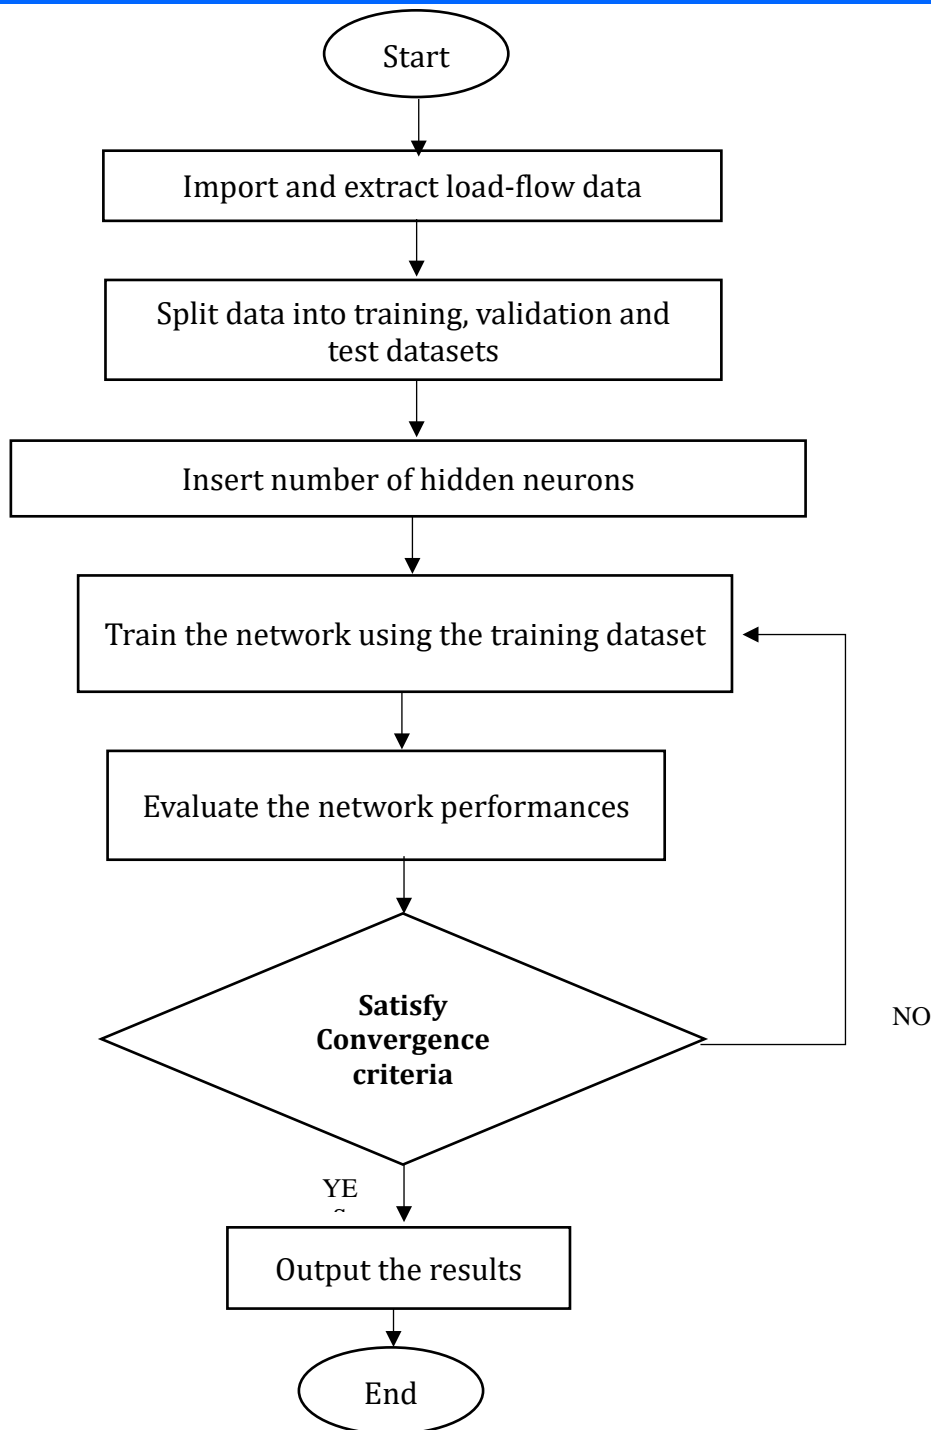 Start
Import and extract load-flow data
Split data into training, validation and
test datasets
Insert number of hidden neurons
Train the network using the training dataset
Evaluate the network performances
Satisfy
Convergence
criteria
NO
YE
Output the results
End